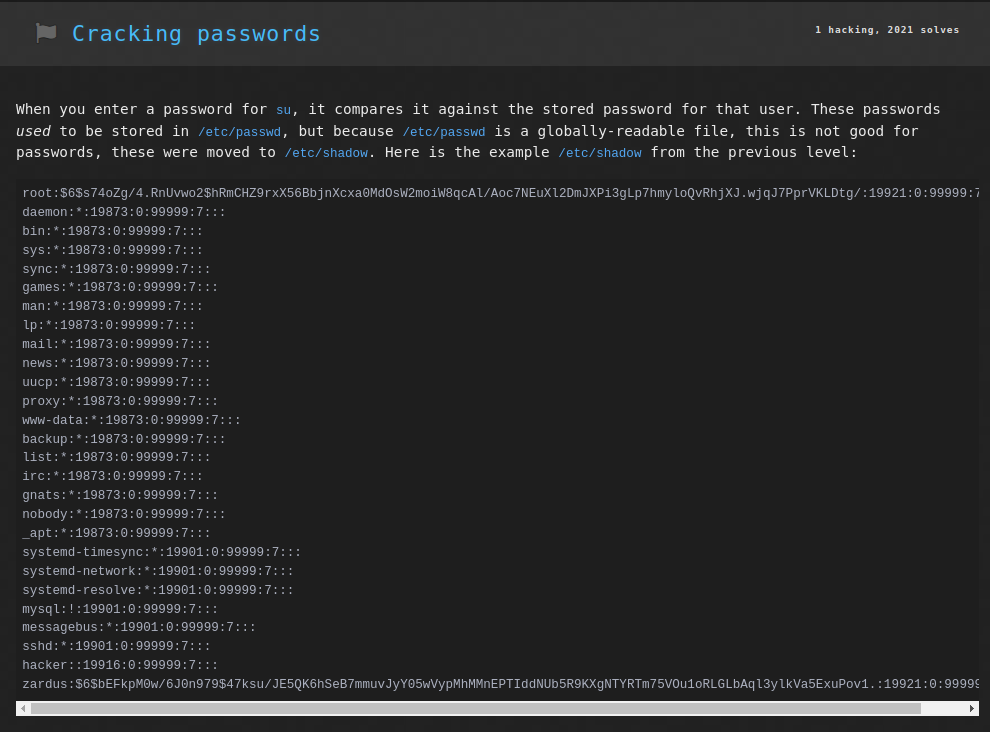 Cracking passwords
1 hacking, 2021 solves
When you enter a password for su, it compares it against the stored password for that user. These passwords
used to be stored in /etc/passwd, but because /etc/passwd is a globally-readable file, this is not good for
passwords, these were moved to /etc/shadow. Here is the example /etc/shadow from the previous level:
root:$6$s74oZg/4.RnUvwo2$hRmCHZ9rxX56BbjnXcxa0MdOsW2moiW8qcAl/Aoc7NEuXl2DmJXPi3gLp7hmyloQvRhjXJ.wjqJ7PprVKLDtg/:19921:0:99999:7
daemon:*:19873:0:99999:7:::
bin:*:19873:0:99999:7:::
sys:*:19873:0:99999:7:::
sync:*:19873:0:99999:7:::
games:*:19873:0:99999:7:::
man:*:19873:0:99999:7:::
lp:*:19873:0:99999:7:::
mail:*:19873:0:99999:7:::
news:*:19873:0:99999:7:::
uucp:*:19873:0:99999:7:::
proxy:*:19873:0:99999:7:::
www-data:*:19873:0:99999:7:::
backup:*:19873:0:99999:7:::
list:*:19873:0:99999:7:::
irc:*:19873:0:99999:7:::
gnats:*:19873:0:99999:7:::
nobody:*:19873:0:99999:7:::
_apt:*:19873:0:99999:7:::
systemd-timesync:*:19901:0:99999:7:::
systemd-network:*:19901:0:99999:7:::
systemd-resolve:*:19901:0:99999:7:::
mysql:!:19901:0:99999:7:::
messagebus:*:19901:0:99999:7:::
sshd:*:19901:0:99999:7:::
hacker::19916:0:99999:7:::
zardus:$6$bEFkpM0w/6J0n979$47ksu/JE5QK6hSeB7mmuvJyY05wVypMhMMnEPTIddNUb5R9KXgNTYRTm75VOu1oRLGLbAql3ylkVa5ExuPov1.:19921:0:99999